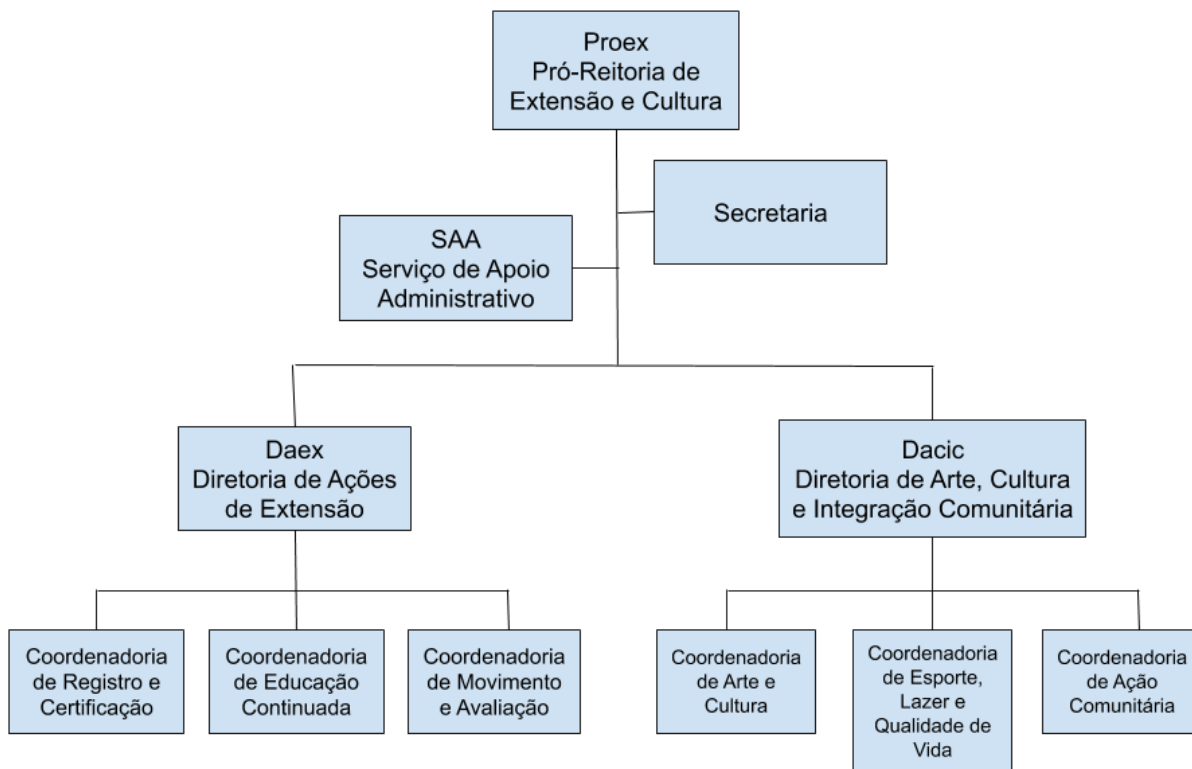 Proex
Pró-Reitoria de
Extensão e Cultura
Secretaria
SAA
Serviço de Apoio
Administrativo
Daex
Diretoria de Ações
de Extensão
Dacic
Diretoria de Arte, Cultura
e Integração Comunitária
Coordenadoria
de Registro e
Certificação
Coordenadoria
de Educação
Continuada
Coordenadoria
de Movimento
e Avaliação
Coordenadoria
de Arte e
Cultura
Coordenadoria
de Esporte,
Lazer e
Qualidade de
Vida
Coordenadoria
de Ação
Comunitária